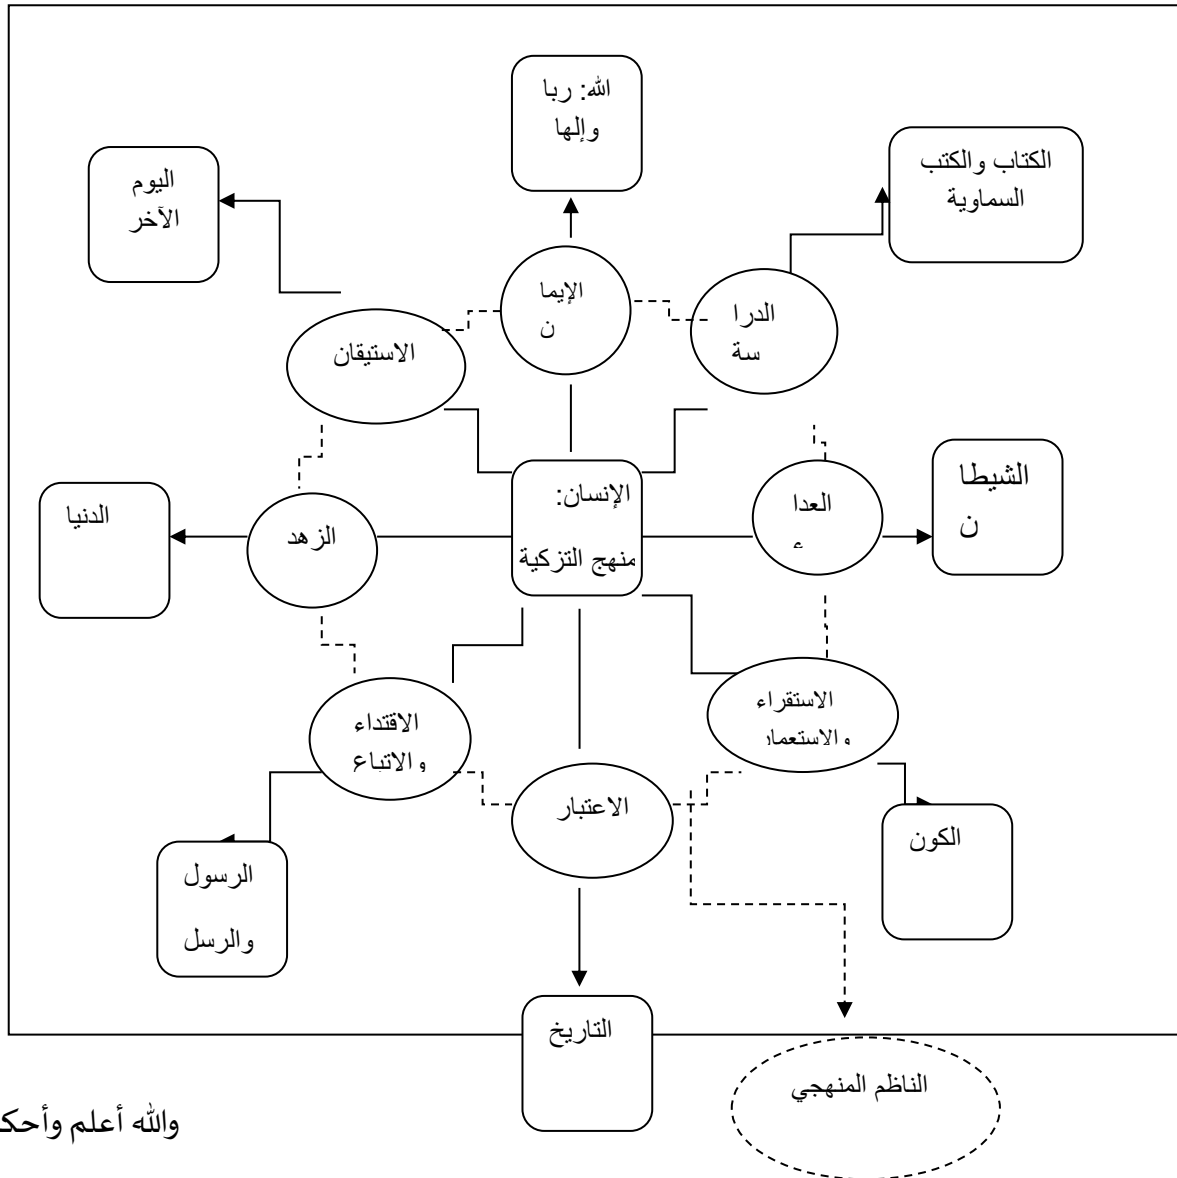 الله: ربا
وإلها
الكتاب والكتب
السماوية
اليوم
الآخر
الإيما
ن
الدرا
سة
الاستيقان
الشيطا
ن
الإنسان:
منهج التزكية
العدا
ء
الدنيا
الزهد
الاستقراء
والاستعمار
الاقتداء
والاتباع
الاعتبار
الكون
الرسول
والرسل
التاريخ
الناظم المنهجي
والله أعلم وأحك